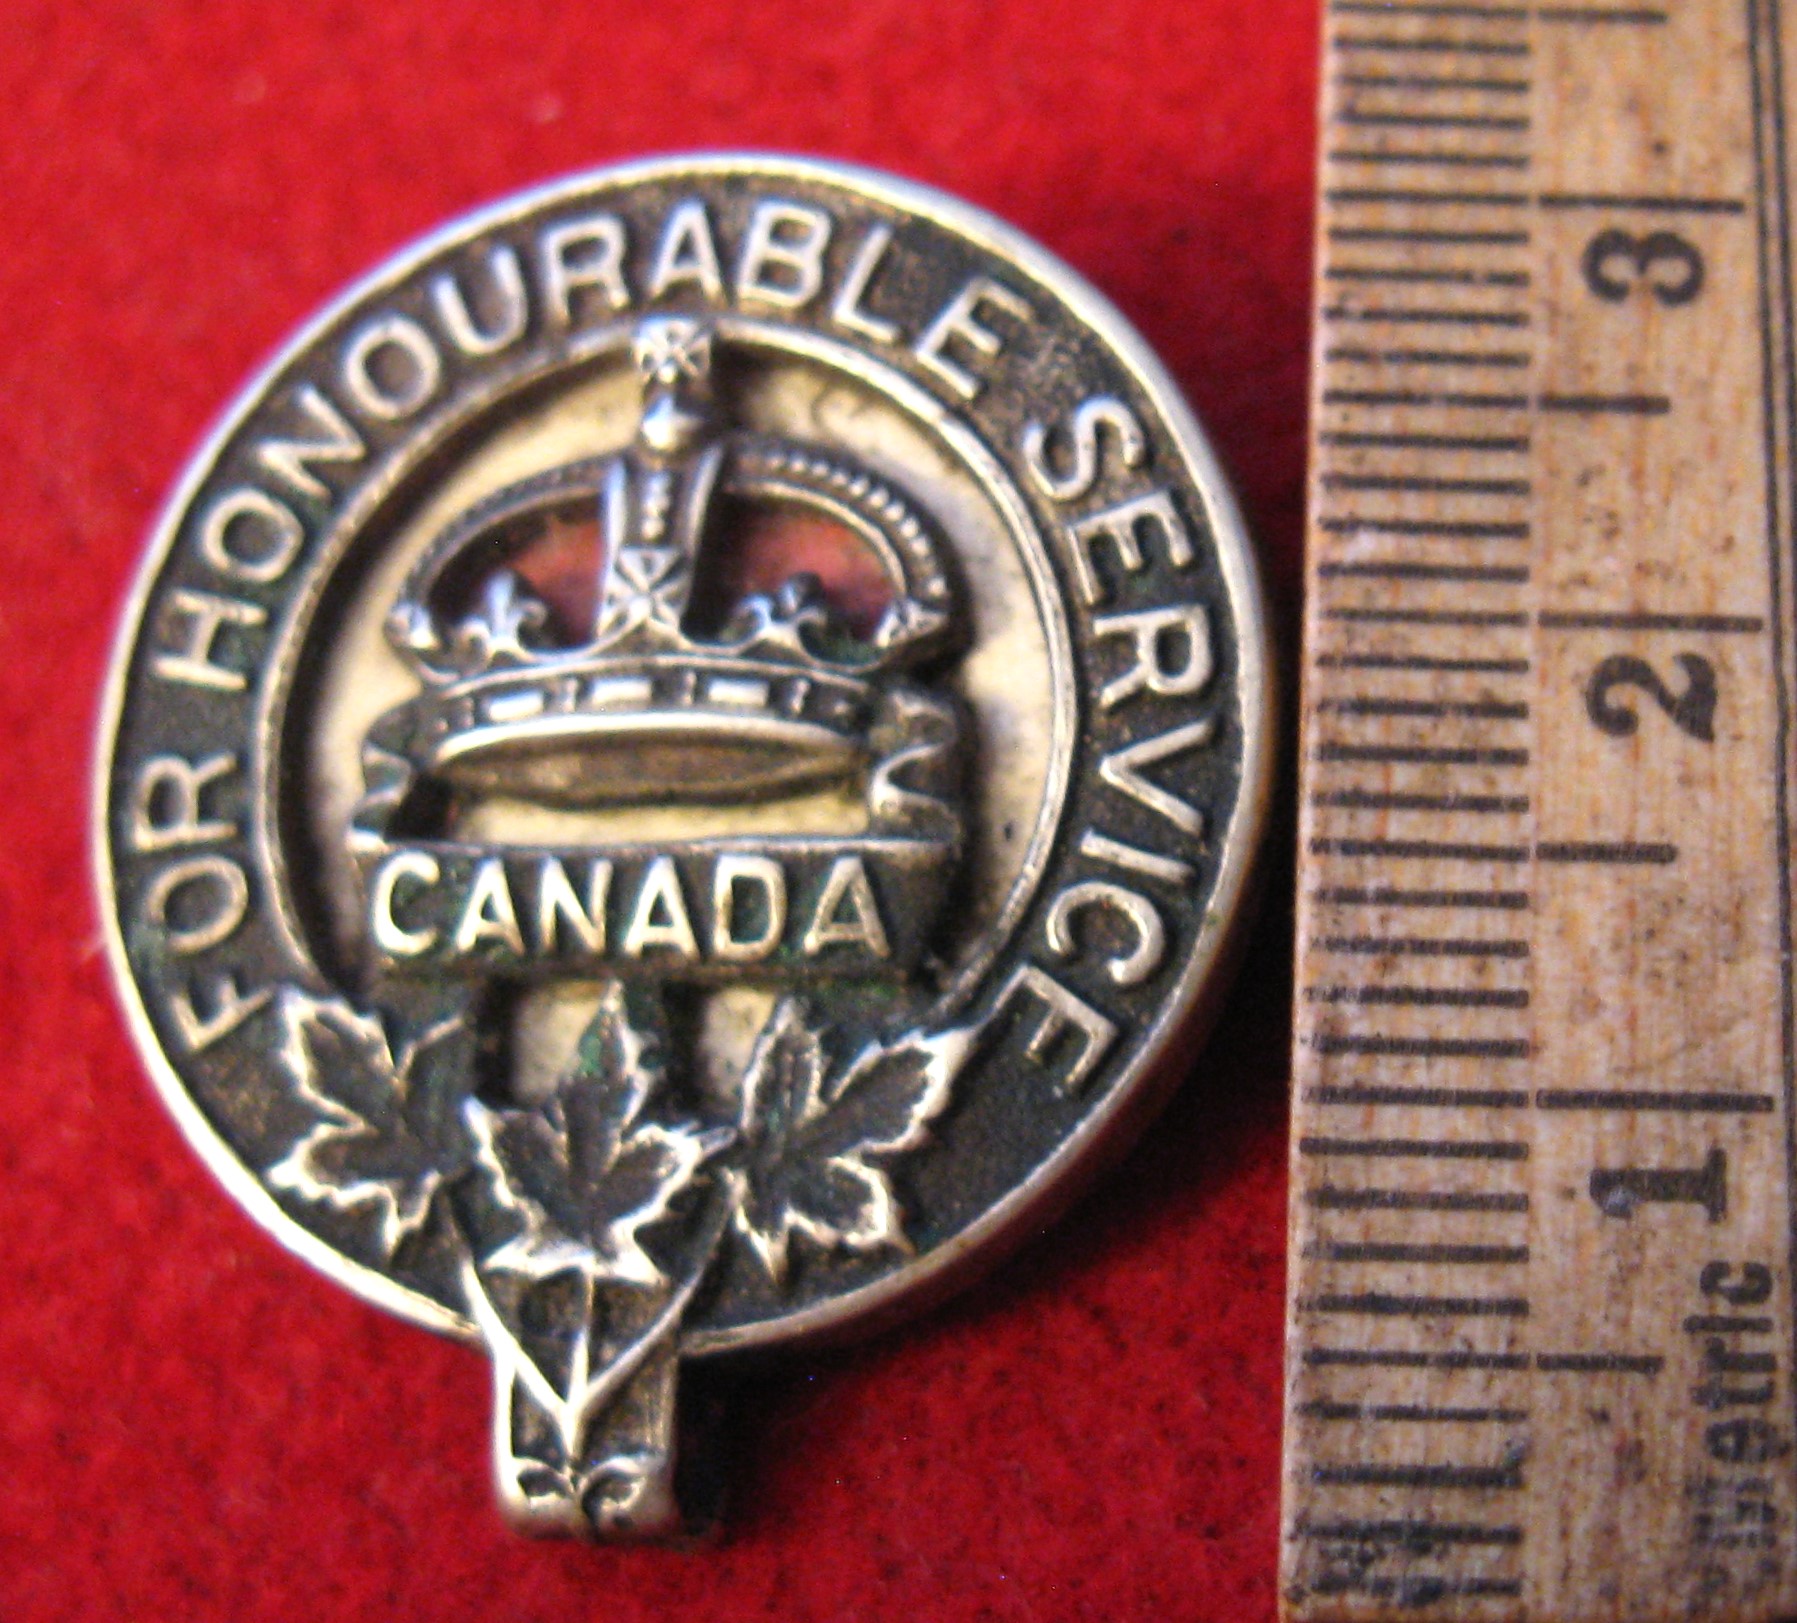 FOR HONOURABLE SERVICE
CANADA
3
2
1
Metric